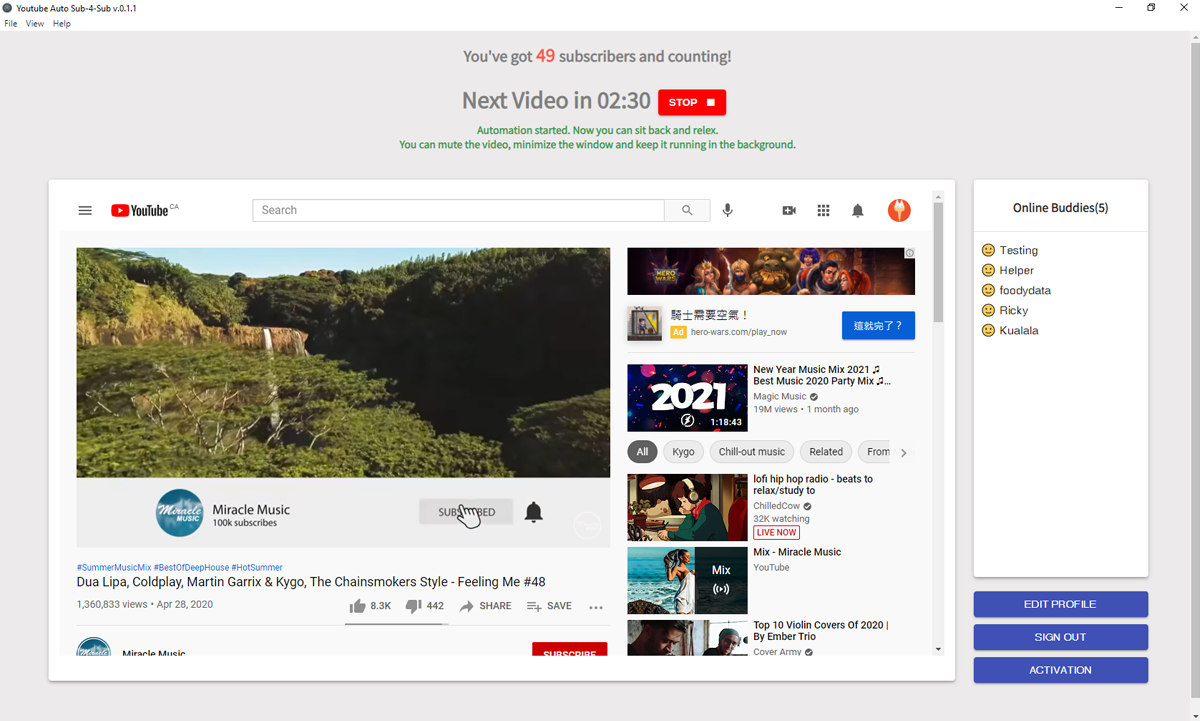 Youtube Auto Sub-4-Sub v.0.1.1
File View Help
You've got 49 subscribers and counting!
Next Video in 02:30 STOP
Automation started. Now you can sit back and relex.
You can mute the video, minimize the window and keep it running in the background.
YouTube CA
Search
HERO WARS
騎士需要空氣！
Ad hero-wars.com/play_now
這就完了？
2021
1:18:43
New Year Music Mix 2021 ♫
Best Music 2020 Party Mix ♫...
Magic Music
19M views • 1 month ago
All Kygo Chill-out music Related From
lofi hip hop radio - beats to
relax/study to
ChilledCow
32K watching
LIVE NOW
Mix
Mix - Miracle Music
YouTube
Top 10 Violin Covers Of 2020 |
By Ember Trio
Cover Army
Miracle MUSIC
Miracle Music
100k subscribes
SUBSCRIBED
#SummerMusicMix #BestOfDeepHouse #HotSummer
Dua Lipa, Coldplay, Martin Garrix & Kygo, The Chainsmokers Style - Feeling Me #48
1,360,833 views • Apr 28, 2020
8.3K 442 SHARE SAVE
Miracle Music
SUBSCRIBE
Online Buddies(5)
Testing
Helper
foodydata
Ricky
Kualala
EDIT PROFILE
SIGN OUT
ACTIVATION